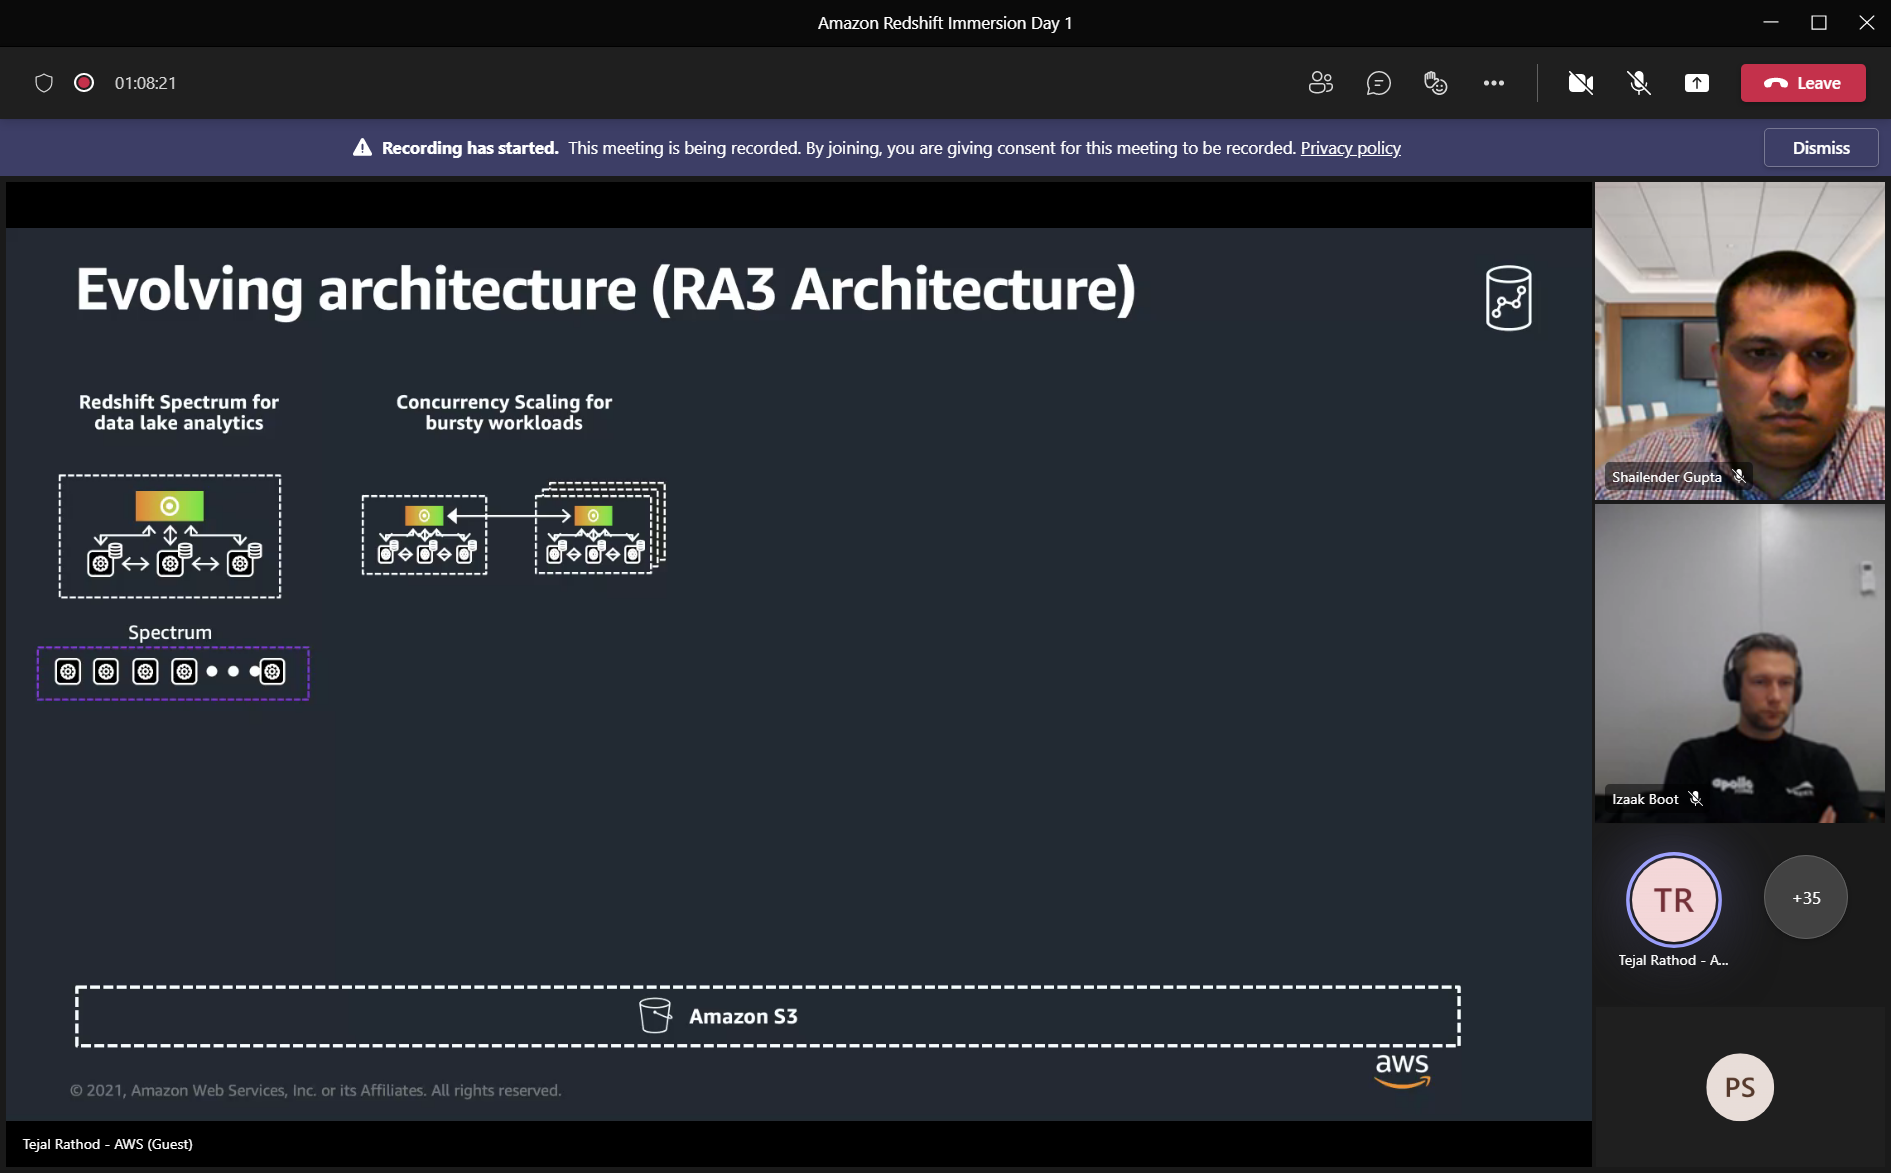 Amazon Redshift Immersion Day 1
01:08:21
Leave
Recording has started. This meeting is being recorded. By joining, you are giving consent for this meeting to be recorded. Privacy policy
Dismiss
Evolving architecture (RA3 Architecture)
Redshift Spectrum for
data lake analytics
Concurrency Scaling for
bursty workloads
Spectrum
Amazon S3
aws
© 2021, Amazon Web Services, Inc. or its Affiliates. All rights reserved.
Tejal Rathod - AWS (Guest)
Shailender Gupta
apollo
Izaak Boot
TR
+35
Tejal Rathod - A...
PS